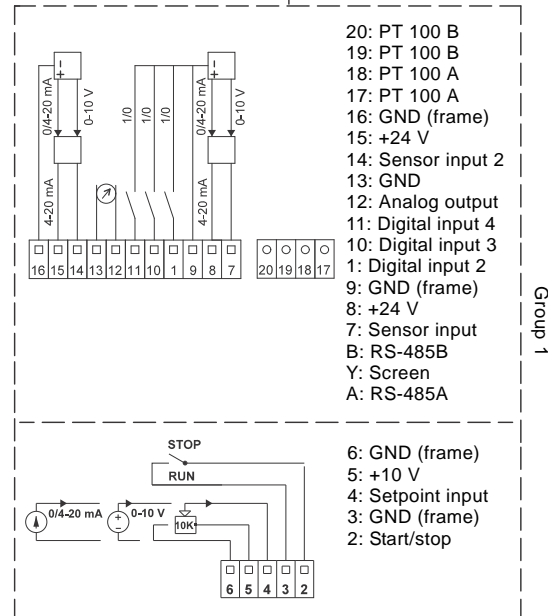 0/4-20 mA
0-10 V
1/0
1/0
1/0
0/4-20 mA
0-10 V
4-20 mA
4-20 mA
16 15 14 13 12 11 10 1 9 8 7
20 19 18 17
20: PT 100 B
19: PT 100 B
18: PT 100 A
17: PT 100 A
16: GND (frame)
15: +24 V
14: Sensor input 2
13: GND
12: Analog output
11: Digital input 4
10: Digital input 3
1: Digital input 2
9: GND (frame)
8: +24 V
7: Sensor input
B: RS-485B
Y: Screen
A: RS-485A
Group 1
STOP
RUN
0/4-20 mA
0-10 V
10K
6 5 4 3 2
6: GND (frame)
5: +10 V
4: Setpoint input
3: GND (frame)
2: Start/stop